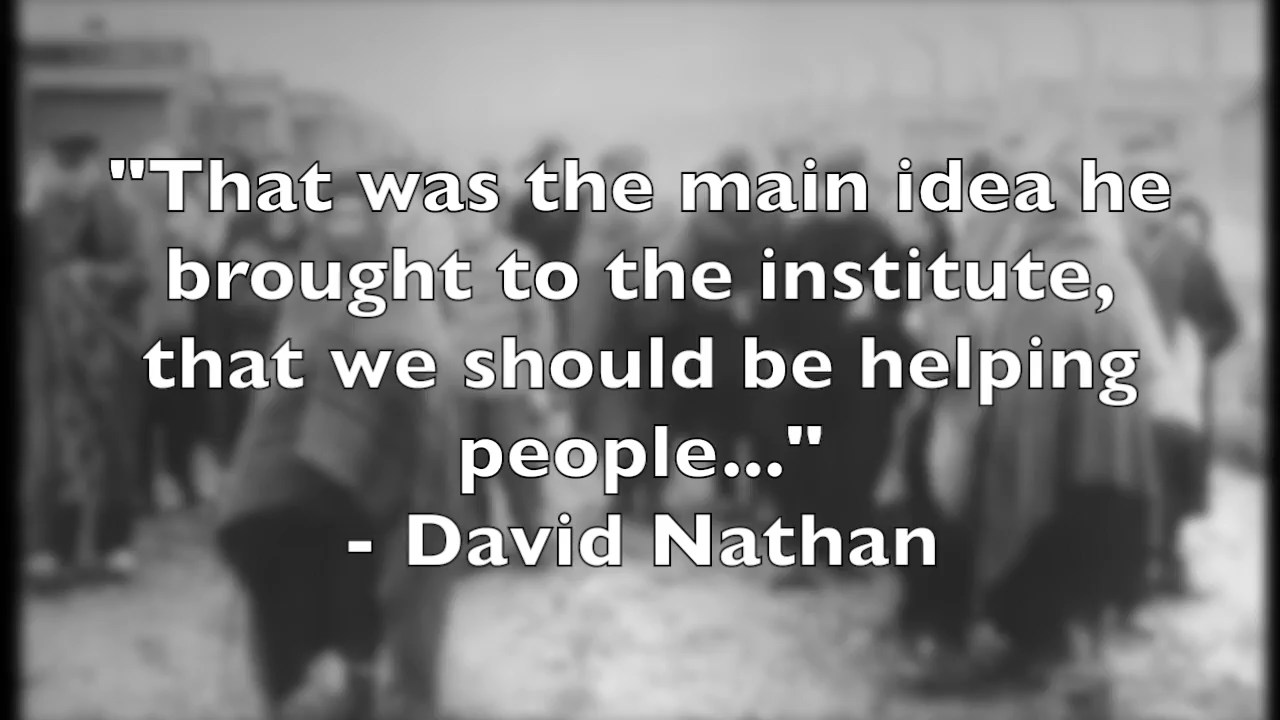 "That was the main idea he
brought to the institute,
that we should be helping
people..."
- David Nathan